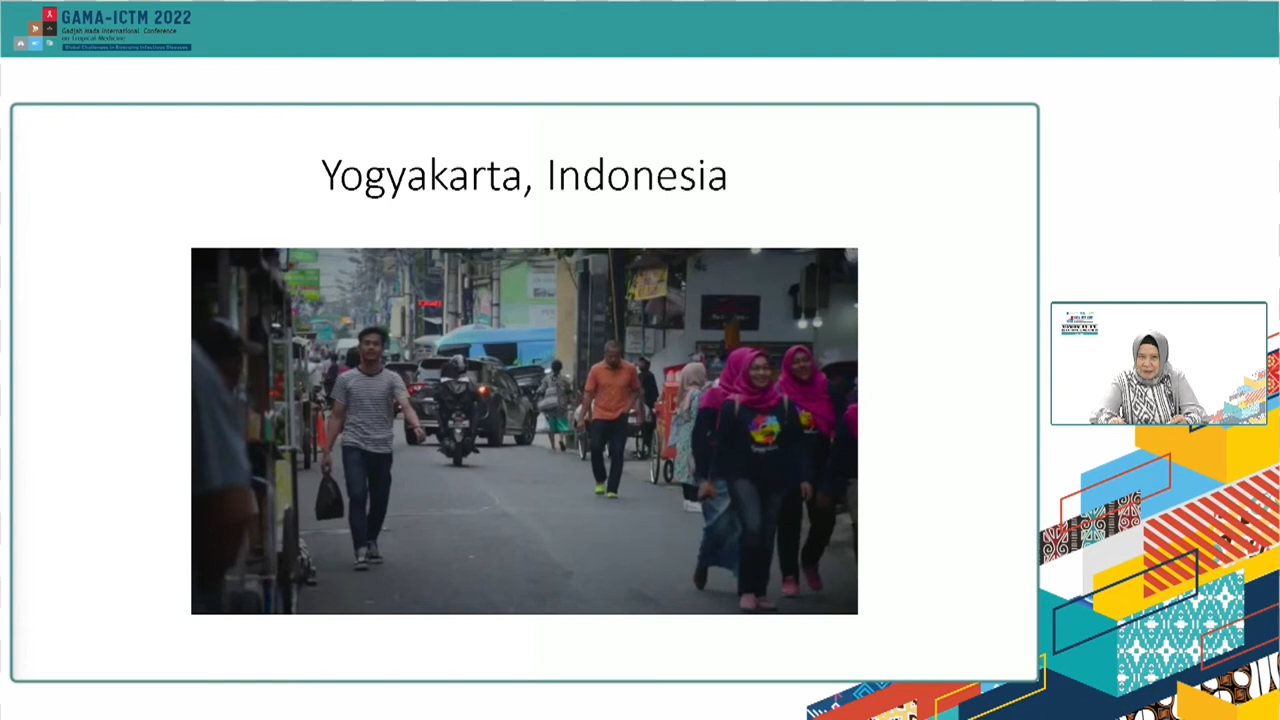 GAMA-ICTM 2022
Gadjah Mada International Conference
on Tropical Medicine
Global Challenges in Emerging Infectious Diseases
Yogyakarta, Indonesia